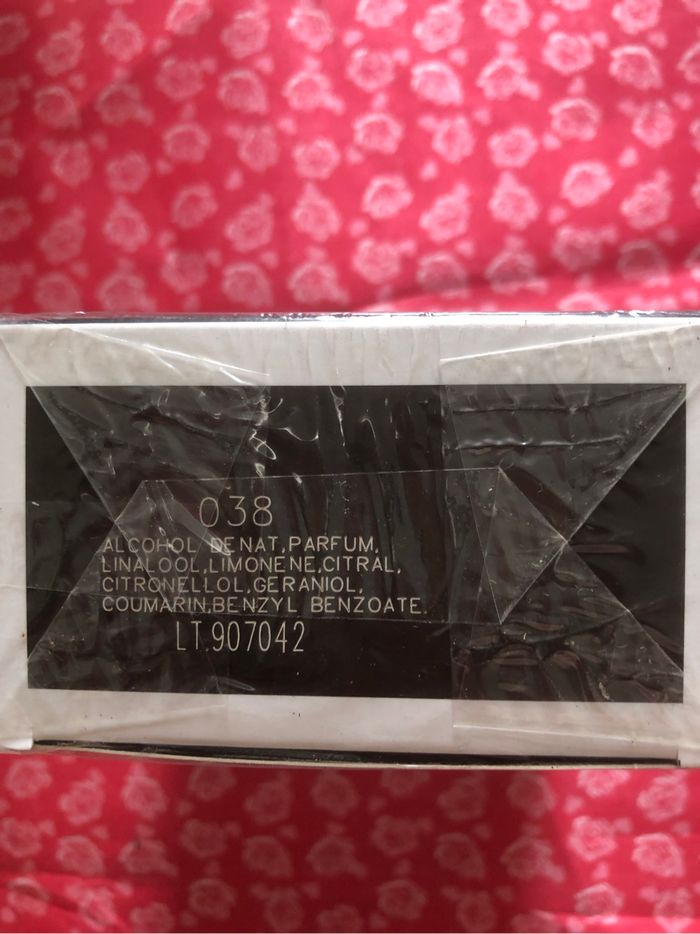 038
ALCOHOL DENAT,PARFUM,
LINALOOL,LIMONENE,CITRAL,
CITRONELLOL,GERANIOL,
COUMARIN,BENZYL BENZOATE.
LT.907042